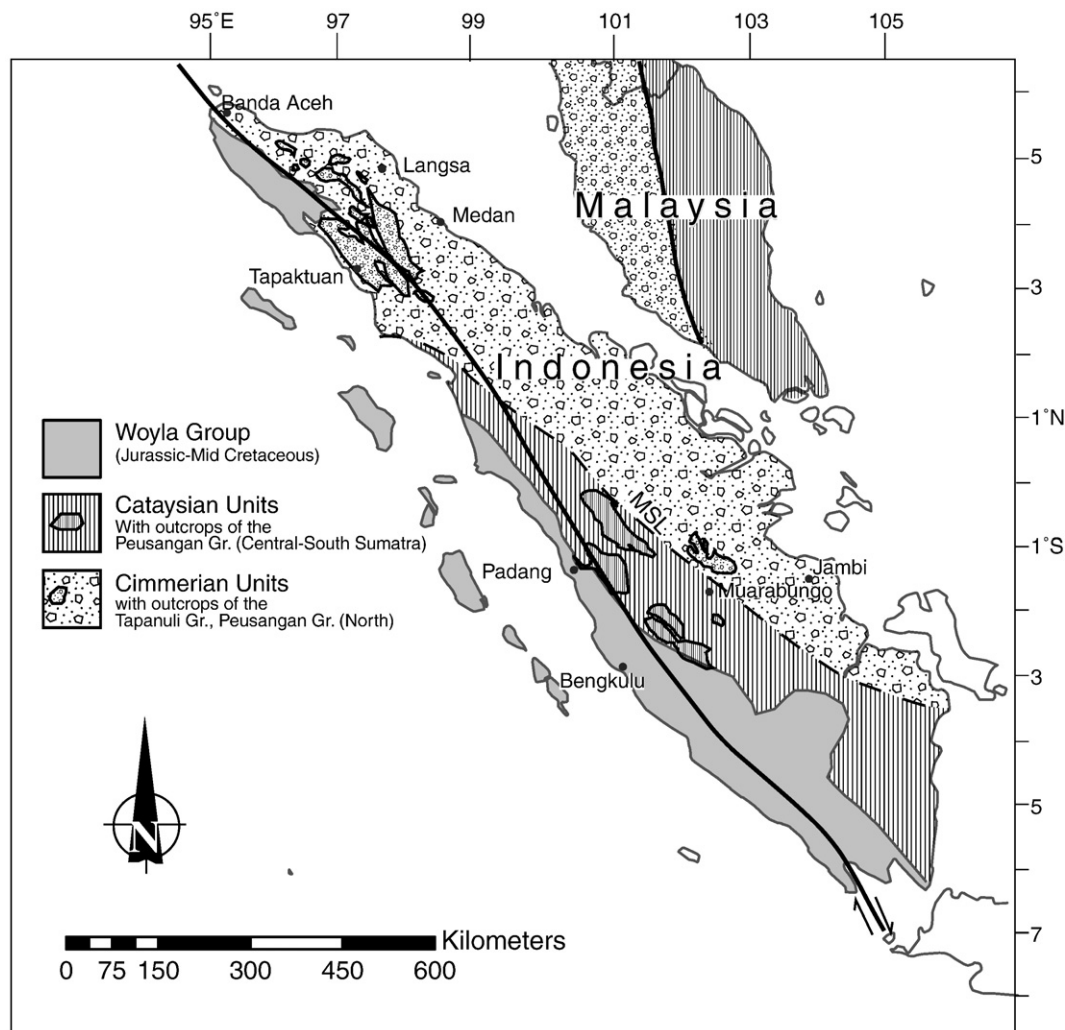 95°E 97 99 101 103 105
Banda Aceh
Langsa
5
Medan
Malaysia
Tapaktuan
3
Indonesia
1°N
Woyla Group
(Jurassic-Mid Cretaceous)
Cataysian Units
With outcrops of the
Peusangan Gr. (Central-South Sumatra)
MSL
1°S
Padang
Jambi
Muarabungo
Cimmerian Units
with outcrops of the
Tapanuli Gr., Peusangan Gr. (North)
Bengkulu
3
N
5
7
Kilometers
0 75 150 300 450 600